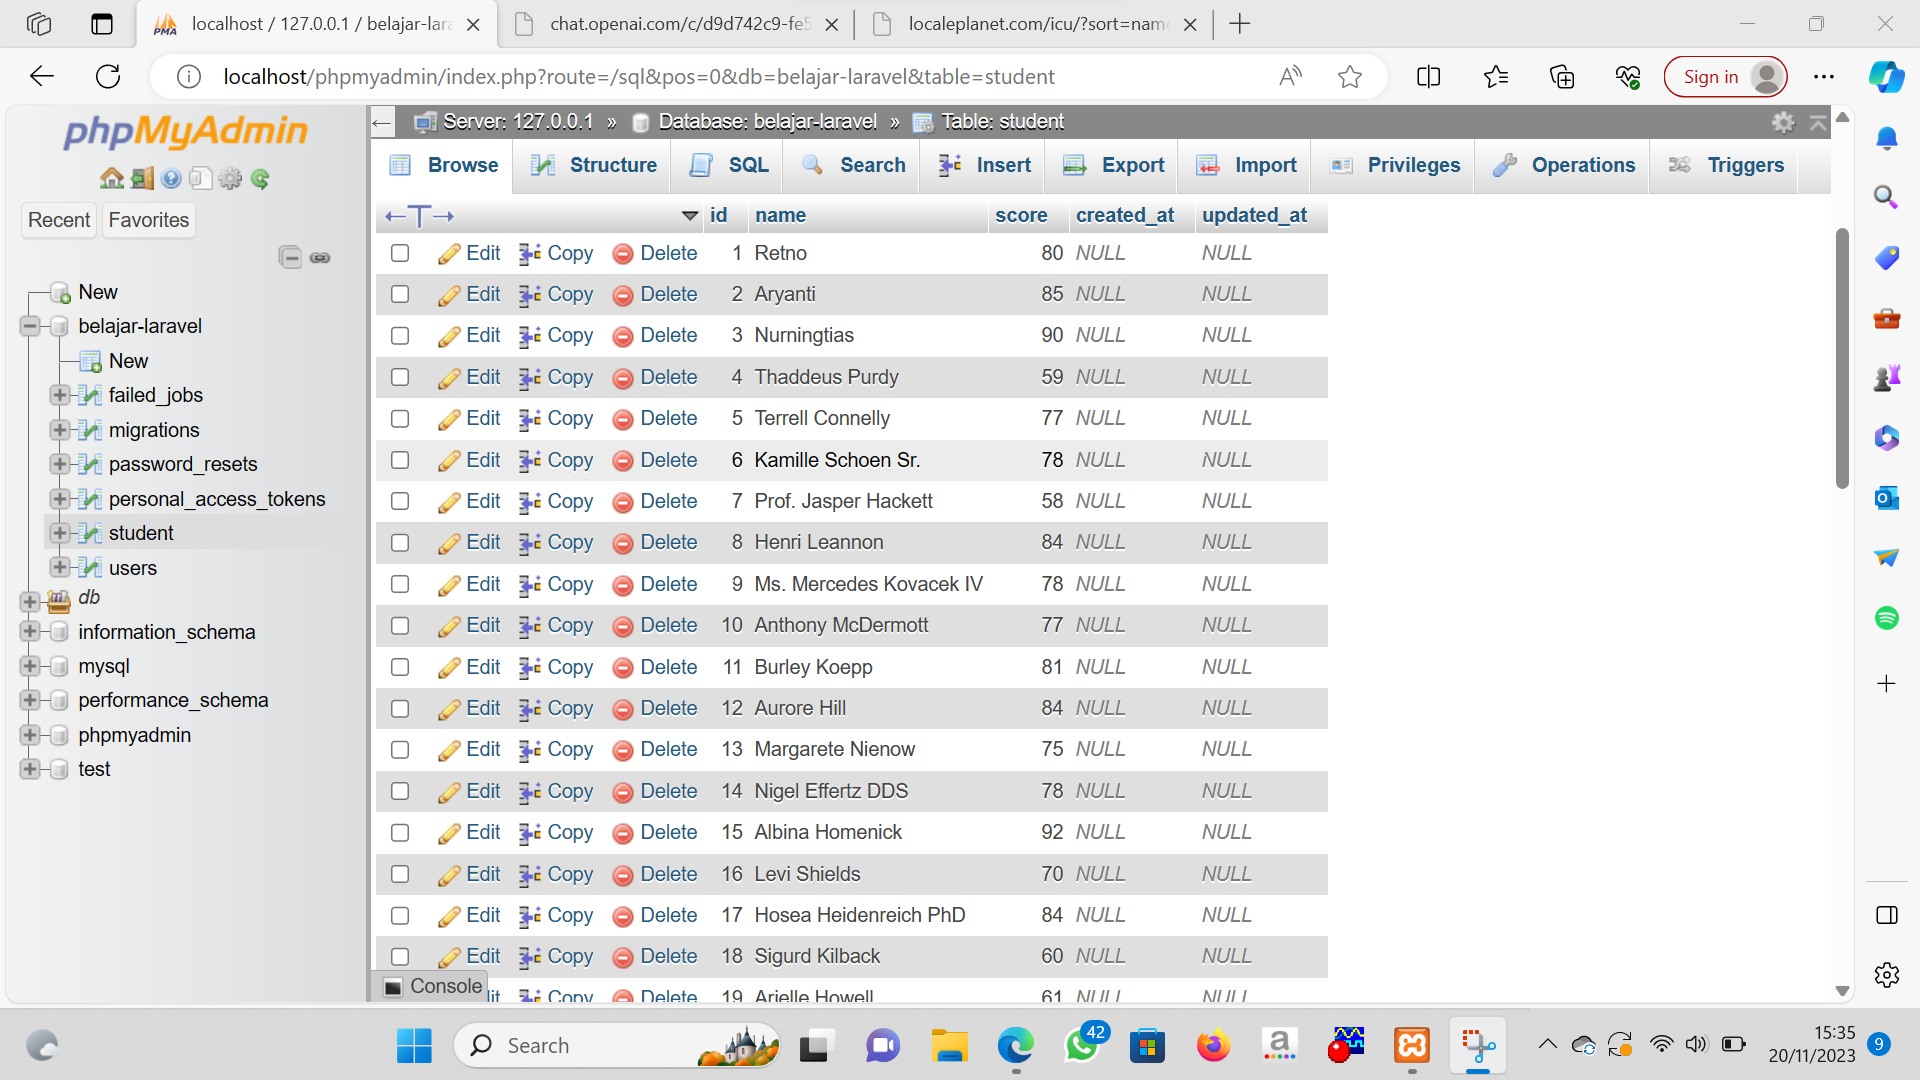 localhost / 127.0.0.1 / belajar-lara
chat.openai.com/c/d9d742c9-fe5
localeplanet.com/icu/?sort=name
localhost/phpmyadmin/index.php?route=/sql&pos=0&db=belajar-laravel&table=student
Sign in
phpMyAdmin
Recent
Favorites
New
belajar-laravel
New
failed_jobs
migrations
password_resets
personal_access_tokens
student
users
db
information_schema
mysql
performance_schema
phpmyadmin
test
Server: 127.0.0.1 » Database: belajar-laravel » Table: student
Browse Structure SQL Search Insert Export Import Privileges Operations Triggers
id name score created_at updated_at
Edit Copy Delete 1 Retno 80 NULL NULL
Edit Copy Delete 2 Aryanti 85 NULL NULL
Edit Copy Delete 3 Nurningtias 90 NULL NULL
Edit Copy Delete 4 Thaddeus Purdy 59 NULL NULL
Edit Copy Delete 5 Terrell Connelly 77 NULL NULL
Edit Copy Delete 6 Kamille Schoen Sr. 78 NULL NULL
Edit Copy Delete 7 Prof. Jasper Hackett 58 NULL NULL
Edit Copy Delete 8 Henri Leannon 84 NULL NULL
Edit Copy Delete 9 Ms. Mercedes Kovacek IV 78 NULL NULL
Edit Copy Delete 10 Anthony McDermott 77 NULL NULL
Edit Copy Delete 11 Burley Koepp 81 NULL NULL
Edit Copy Delete 12 Aurore Hill 84 NULL NULL
Edit Copy Delete 13 Margarete Nienow 75 NULL NULL
Edit Copy Delete 14 Nigel Effertz DDS 78 NULL NULL
Edit Copy Delete 15 Albina Homenick 92 NULL NULL
Edit Copy Delete 16 Levi Shields 70 NULL NULL
Edit Copy Delete 17 Hosea Heidenreich PhD 84 NULL NULL
Edit Copy Delete 18 Sigurd Kilback 60 NULL NULL
Copy Delete 19 Arielle Howell 61 NULL NULL
Console
Search
42
15:35
20/11/2023
9